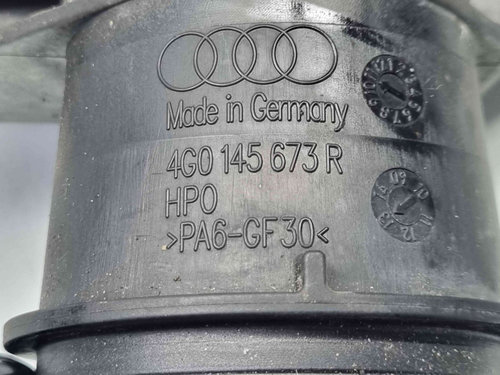 Made in Germany
4G0 145 673 R
HPO
>PA6-GF30<